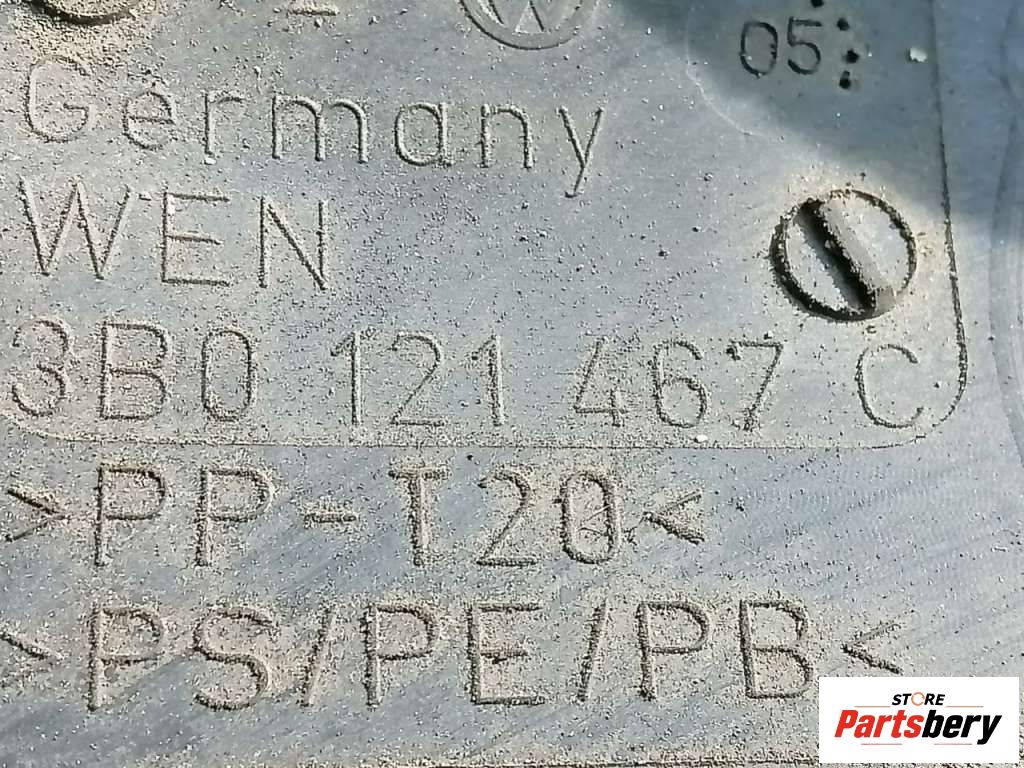 05
Germany
WEN
3B0 121 467 C
>PP-T20<
>PS/PE/PB<
STORE
Partsbery